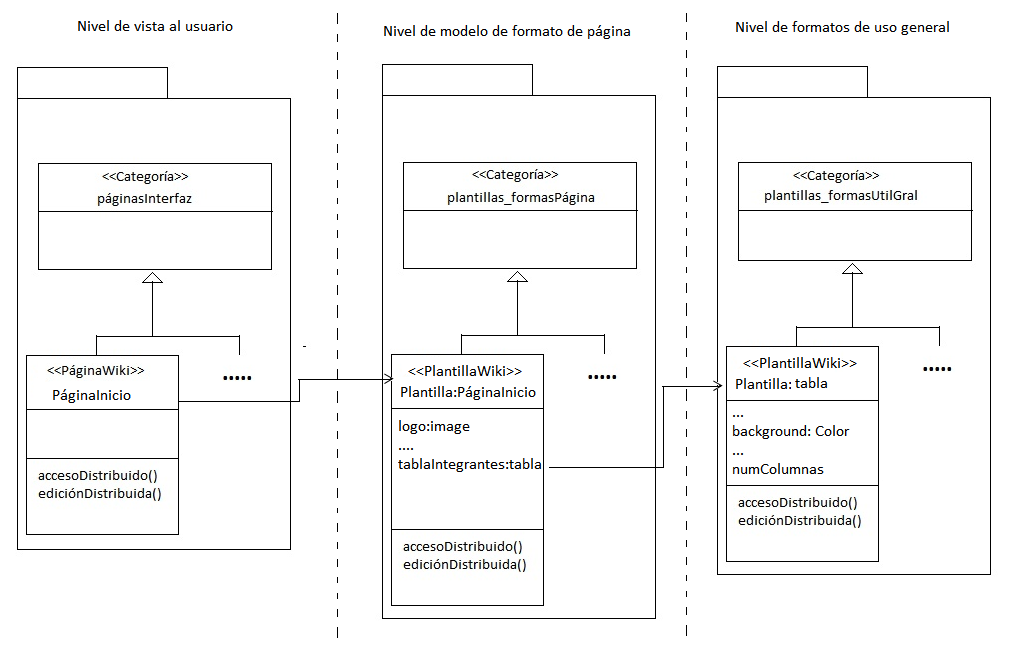 Nivel de vista al usuario
<<Categoría>>
páginasInterfaz
<<PáginaWiki>>
PáginaInicio
.....
accesoDistribuido()
ediciónDistribuida()
Nivel de modelo de formato de página
<<Categoría>>
plantillas_formasPágina
<<PlantillaWiki>>
Plantilla:PáginaInicio
.....
logo:image
....
tablaIntegrantes:tabla
accesoDistribuido()
ediciónDistribuida()
Nivel de formatos de uso general
<<Categoría>>
plantillas_formasUtilGral
<<PlantillaWiki>>
Plantilla: tabla
.....
...
background: Color
...
numColumnas
accesoDistribuido()
ediciónDistribuida()